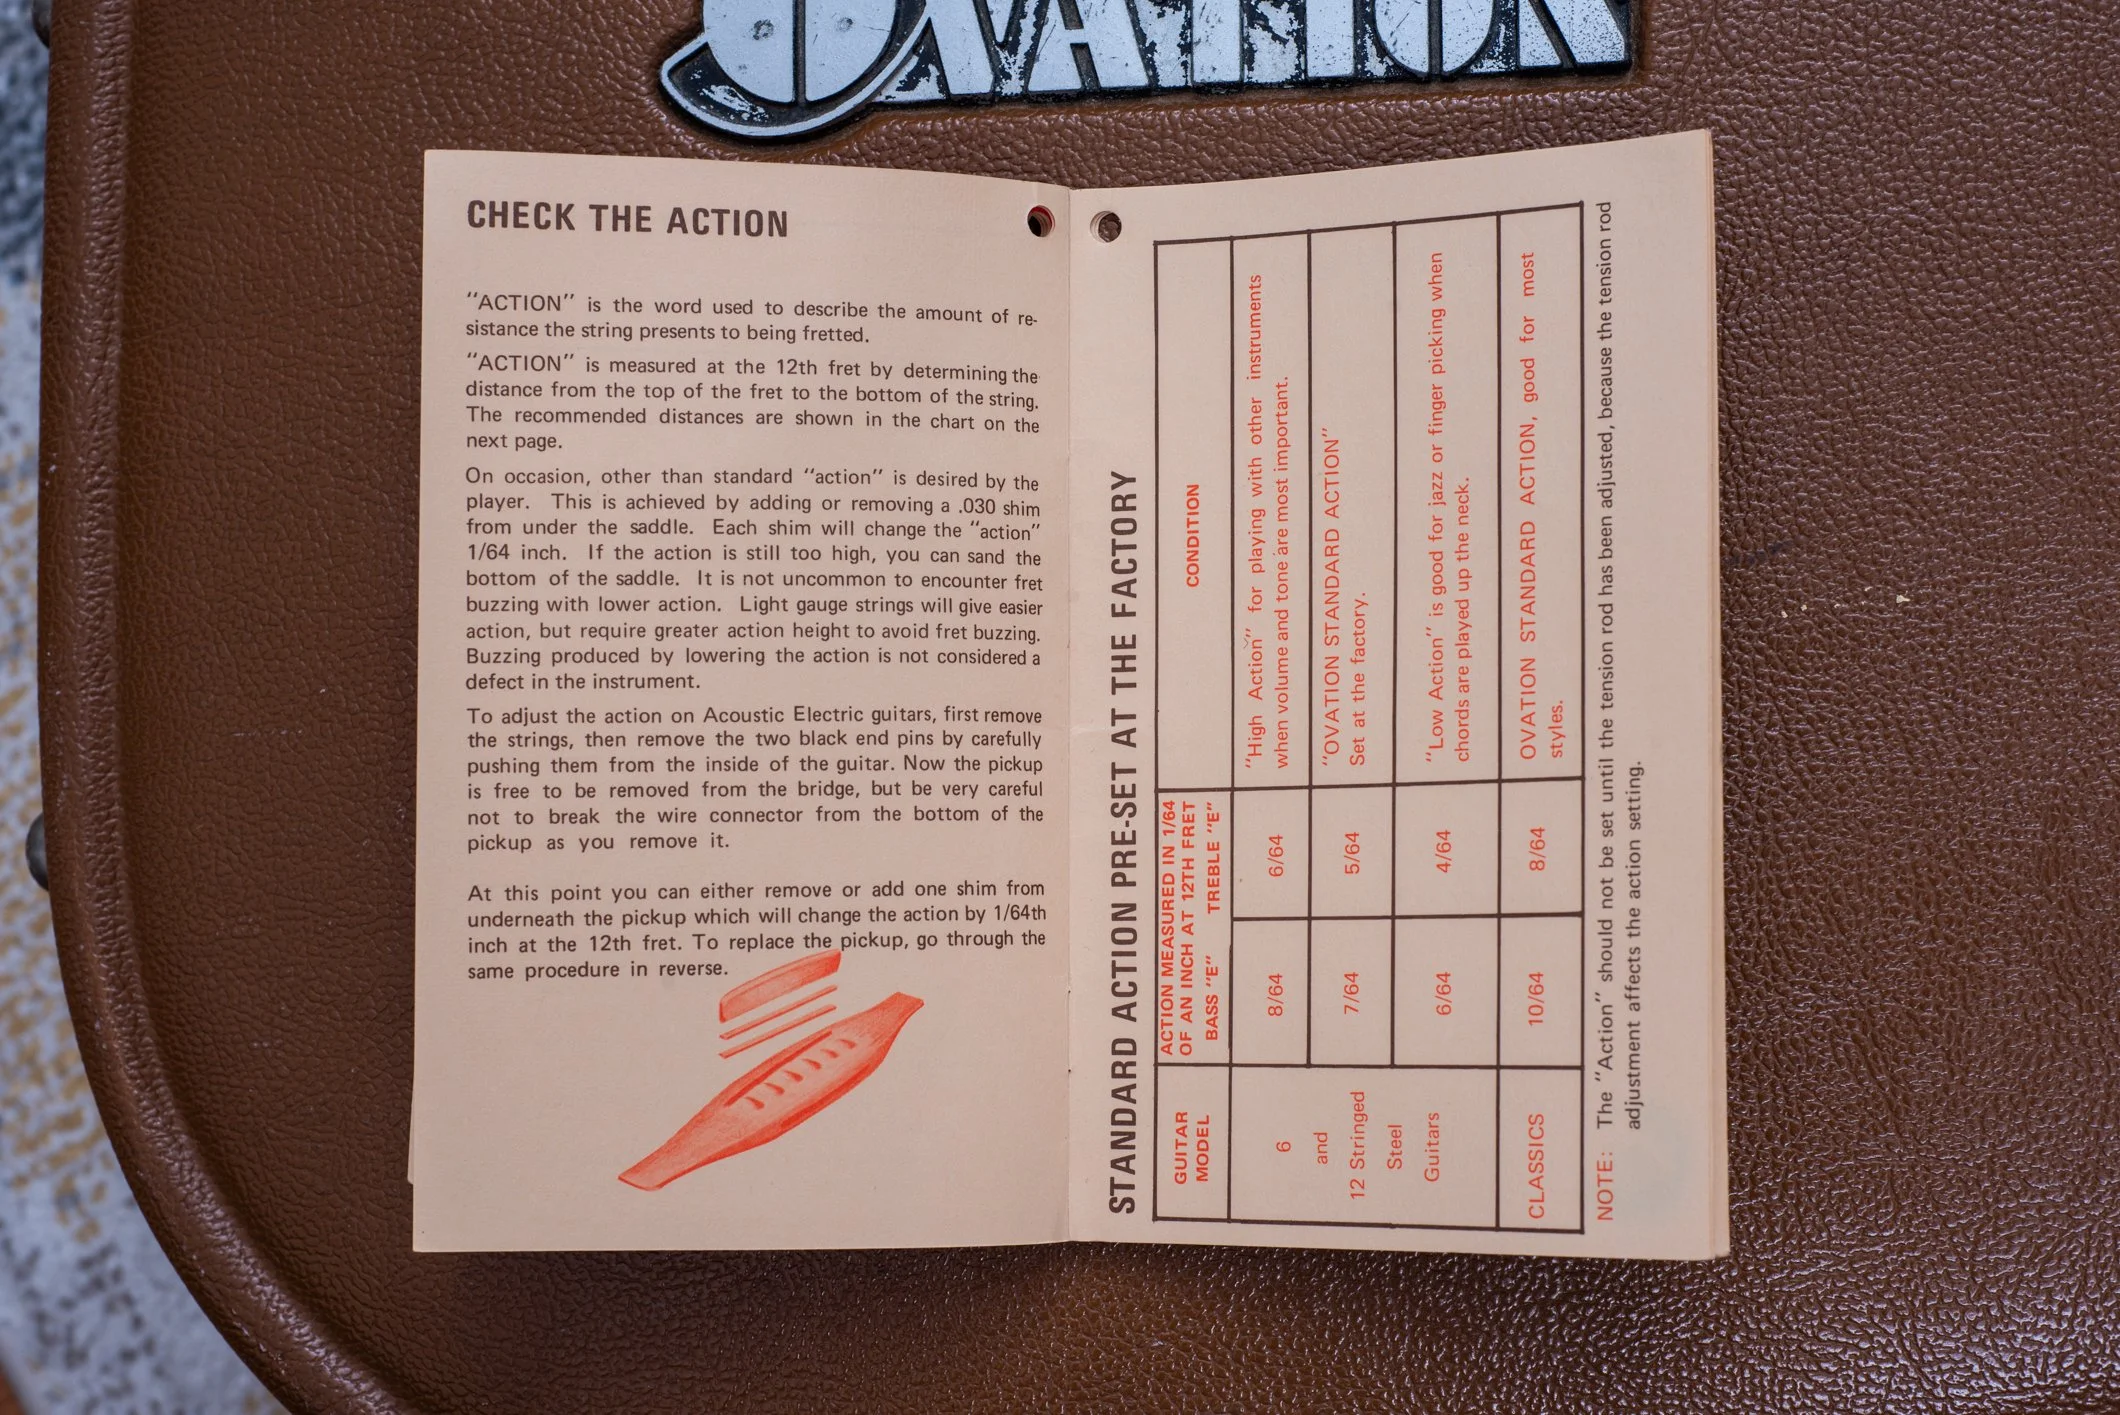 OVATION
CHECK THE ACTION
"ACTION" is the word used to describe the amount of re-
sistance the string presents to being fretted.
"ACTION" is measured at the 12th fret by determining the
distance from the top of the fret to the bottom of the string.
The recommended distances are shown in the chart on the
next page.
On occasion, other than standard "action" is desired by the
player. This is achieved by adding or removing a .030 shim
from under the saddle. Each shim will change the "action"
1/64 inch. If the action is still too high, you can sand the
bottom of the saddle. It is not uncommon to encounter fret
buzzing with lower action. Light gauge strings will give easier
action, but require greater action height to avoid fret buzzing.
Buzzing produced by lowering the action is not considered a
defect in the instrument.
To adjust the action on Acoustic Electric guitars, first remove
the strings, then remove the two black end pins by carefully
pushing them from the inside of the guitar. Now the pickup
is free to be removed from the bridge, but be very careful
not to break the wire connector from the bottom of the
pickup as you remove it.
At this point you can either remove or add one shim from
underneath the pickup which will change the action by 1/64th
inch at the 12th fret. To replace the pickup, go through the
same procedure in reverse.
STANDARD ACTION PRE-SET AT THE FACTORY
GUITAR
MODEL
ACTION MEASURED IN 1/64
OF AN INCH AT 12TH FRET
BASS "E" TREBLE "E"
CONDITION
6
and
12 Stringed
Steel
Guitars
8/64
6/64
"High Action" for playing with other instruments
when volume and tone are most important.
7/64
5/64
"OVATION STANDARD ACTION"
Set at the factory.
6/64
4/64
"Low Action" is good for jazz or finger picking when
chords are played up the neck.
CLASSICS
10/64
8/64
OVATION STANDARD ACTION, good for most
styles.
NOTE: The "Action" should not be set until the tension rod has been adjusted, because the tension rod
adjustment affects the action setting.